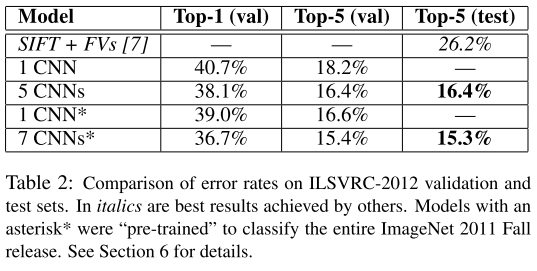 Model Top-1 (val) Top-5 (val) Top-5 (test)
SIFT + FVs [7] — — 26.2%
1 CNN 40.7% 18.2% —
5 CNNs 38.1% 16.4% 16.4%
1 CNN* 39.0% 16.6% —
7 CNNs* 36.7% 15.4% 15.3%
Table 2: Comparison of error rates on ILSVRC-2012 validation and
test sets. In italics are best results achieved by others. Models with an
asterisk* were “pre-trained” to classify the entire ImageNet 2011 Fall
release. See Section 6 for details.